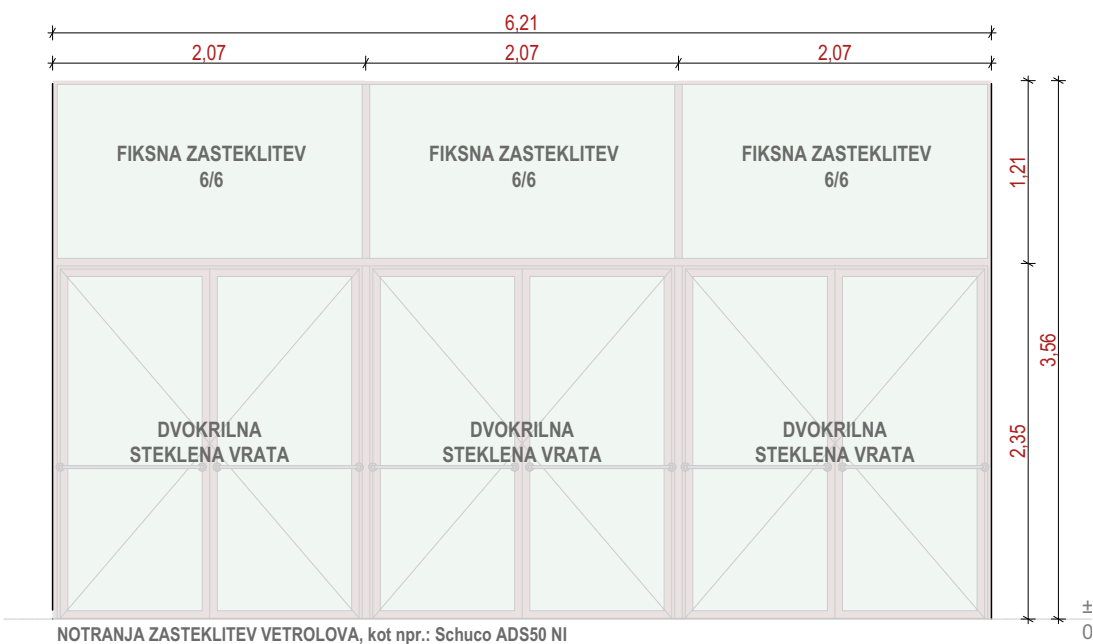 6,21
2,07
2,07
2,07
FIKSNA ZASTEKLITEV
6/6
FIKSNA ZASTEKLITEV
6/6
FIKSNA ZASTEKLITEV
6/6
1,21
3,56
2,35
DVOKRILNA
STEKLENA VRATA
DVOKRILNA
STEKLENA VRATA
DVOKRILNA
STEKLENA VRATA
±
0
NOTRANJA ZASTEKLITEV VETROLOVA, kot npr.: Schuco ADS50 NI